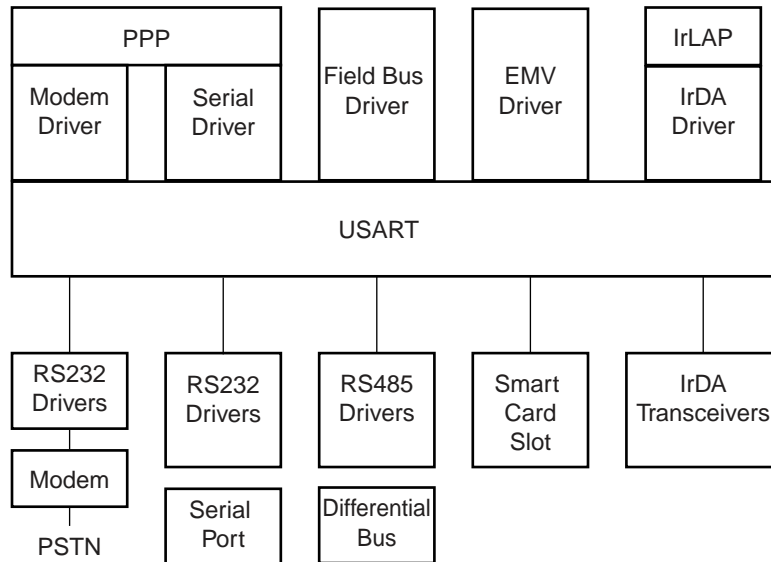 PPP
Modem
Driver
Serial
Driver
Field Bus
Driver
EMV
Driver
IrLAP
IrDA
Driver
USART
RS232
Drivers
Modem
PSTN
RS232
Drivers
Serial
Port
RS485
Drivers
Differential
Bus
Smart
Card
Slot
IrDA
Transceivers